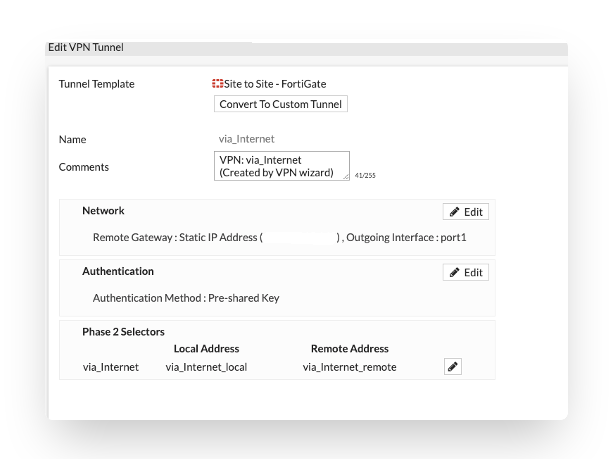 Edit VPN Tunnel
Tunnel Template Site to Site - FortiGate
Convert To Custom Tunnel
Name via_Internet
Comments VPN: via_Internet
(Created by VPN wizard) 41/255
Network Edit
Remote Gateway : Static IP Address ( ) , Outgoing Interface : port1
Authentication Edit
Authentication Method : Pre-shared Key
Phase 2 Selectors
Local Address Remote Address
via_Internet via_Internet_local via_Internet_remote